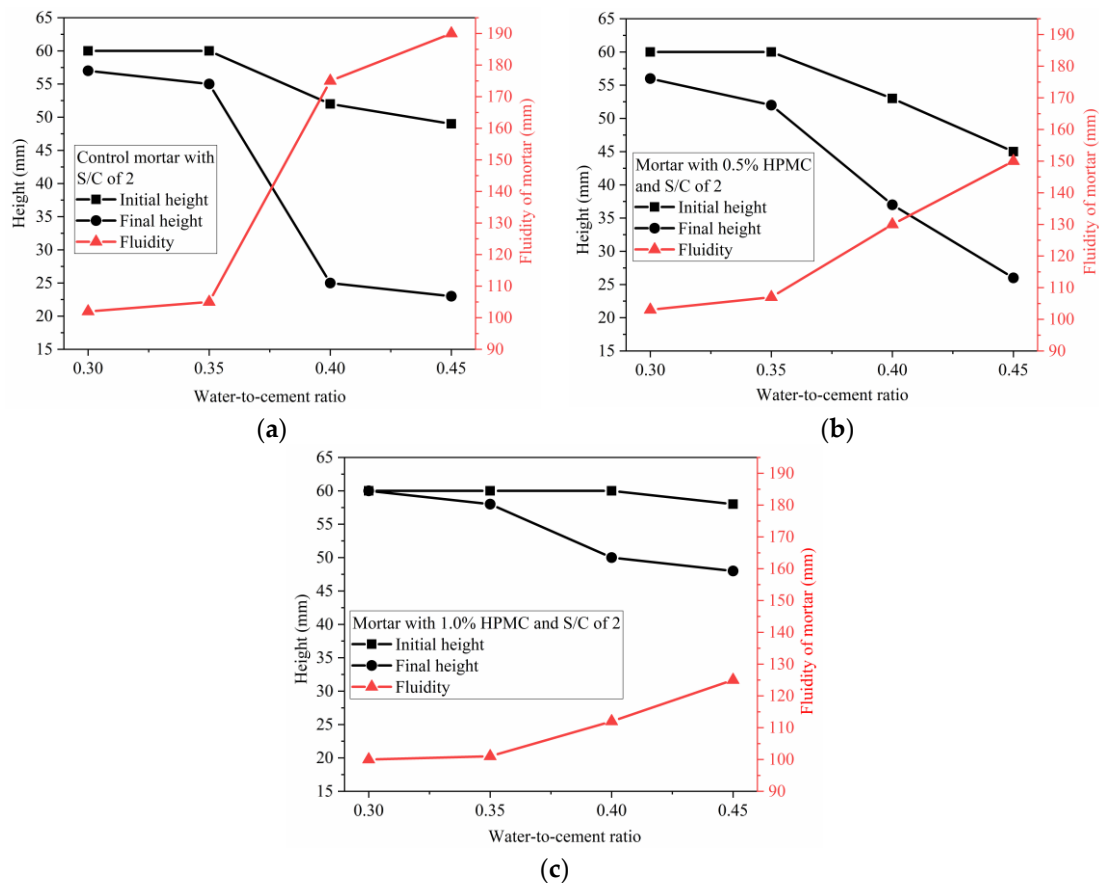 65
60
55
50
45
40
35
30
25
20
15
Height (mm)
190
180
170
160
150
140
130
120
110
100
90
Fluidity of mortar (mm)
Control mortar with
S/C of 2
Initial height
Final height
Fluidity
0.30 0.35 0.40 0.45
Water-to-cement ratio
(a)
65
60
55
50
45
40
35
30
25
20
15
Height (mm)
190
180
170
160
150
140
130
120
110
100
90
Fluidity of mortar (mm)
Mortar with 0.5% HPMC
and S/C of 2
Initial height
Final height
Fluidity
0.30 0.35 0.40 0.45
Water-to-cement ratio
(b)
65
60
55
50
45
40
35
30
25
20
15
Height (mm)
190
180
170
160
150
140
130
120
110
100
90
Fluidity of mortar (mm)
Mortar with 1.0% HPMC and S/C of 2
Initial height
Final height
Fluidity
0.30 0.35 0.40 0.45
Water-to-cement ratio
(c)